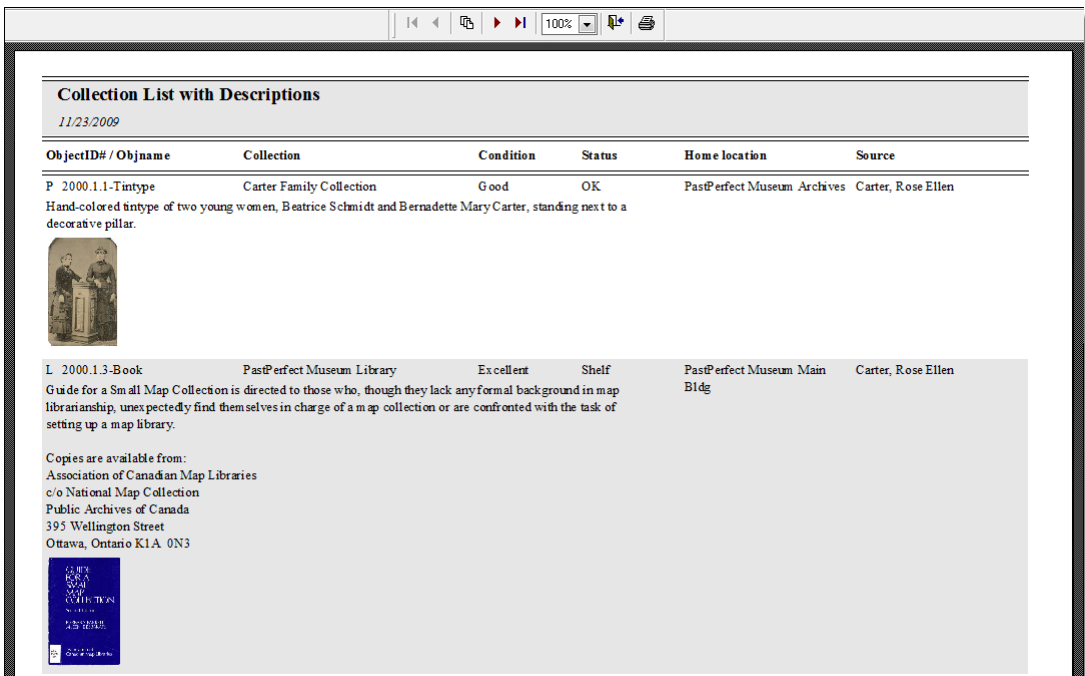 100%
Collection List with Descriptions
11/23/2009
ObjectID# / Objname Collection Condition Status Home location Source
P 2000.1.1-Tintype Carter Family Collection Good OK PastPerfect Museum Archives Carter, Rose Ellen
Hand-colored tintype of two young women, Beatrice Schmidt and Bernadette Mary Carter, standing next to a
decorative pillar.
L 2000.1.3-Book PastPerfect Museum Library Excellent Shelf PastPerfect Museum Main Carter, Rose Ellen
Bldg
Guide for a Small Map Collection is directed to those who, though they lack any formal background in map
librarianship, unexpectedly find themselves in charge of a map collection or are confronted with the task of
setting up a map library.
Copies are available from:
Association of Canadian Map Libraries
c/o National Map Collection
Public Archives of Canada
395 Wellington Street
Ottawa, Ontario K1A 0N3
GUIDE
FOR A
SMALL
MAP
COLLECTION
Canadian Map Libraries